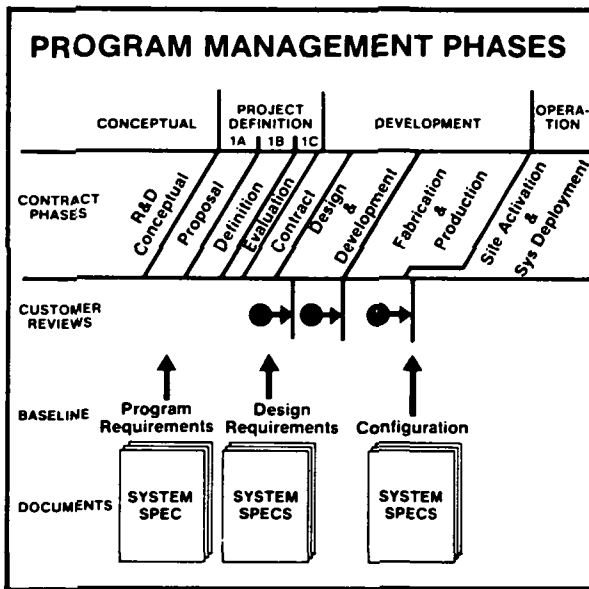 PROGRAM MANAGEMENT PHASES
CONCEPTUAL
PROJECT
DEFINITION
1A 1B 1C
DEVELOPMENT
OPERA-
TION
CONTRACT
PHASES
R&D
Conceptual
Proposal
Definition
Evaluation
Contract
Design
&
Development
Fabrication
&
Production
Site Activation
&
Sys Deployment
CUSTOMER
REVIEWS
BASELINE
Program
Requirements
Design
Requirements
Configuration
DOCUMENTS
SYSTEM
SPEC
SYSTEM
SPECS
SYSTEM
SPECS